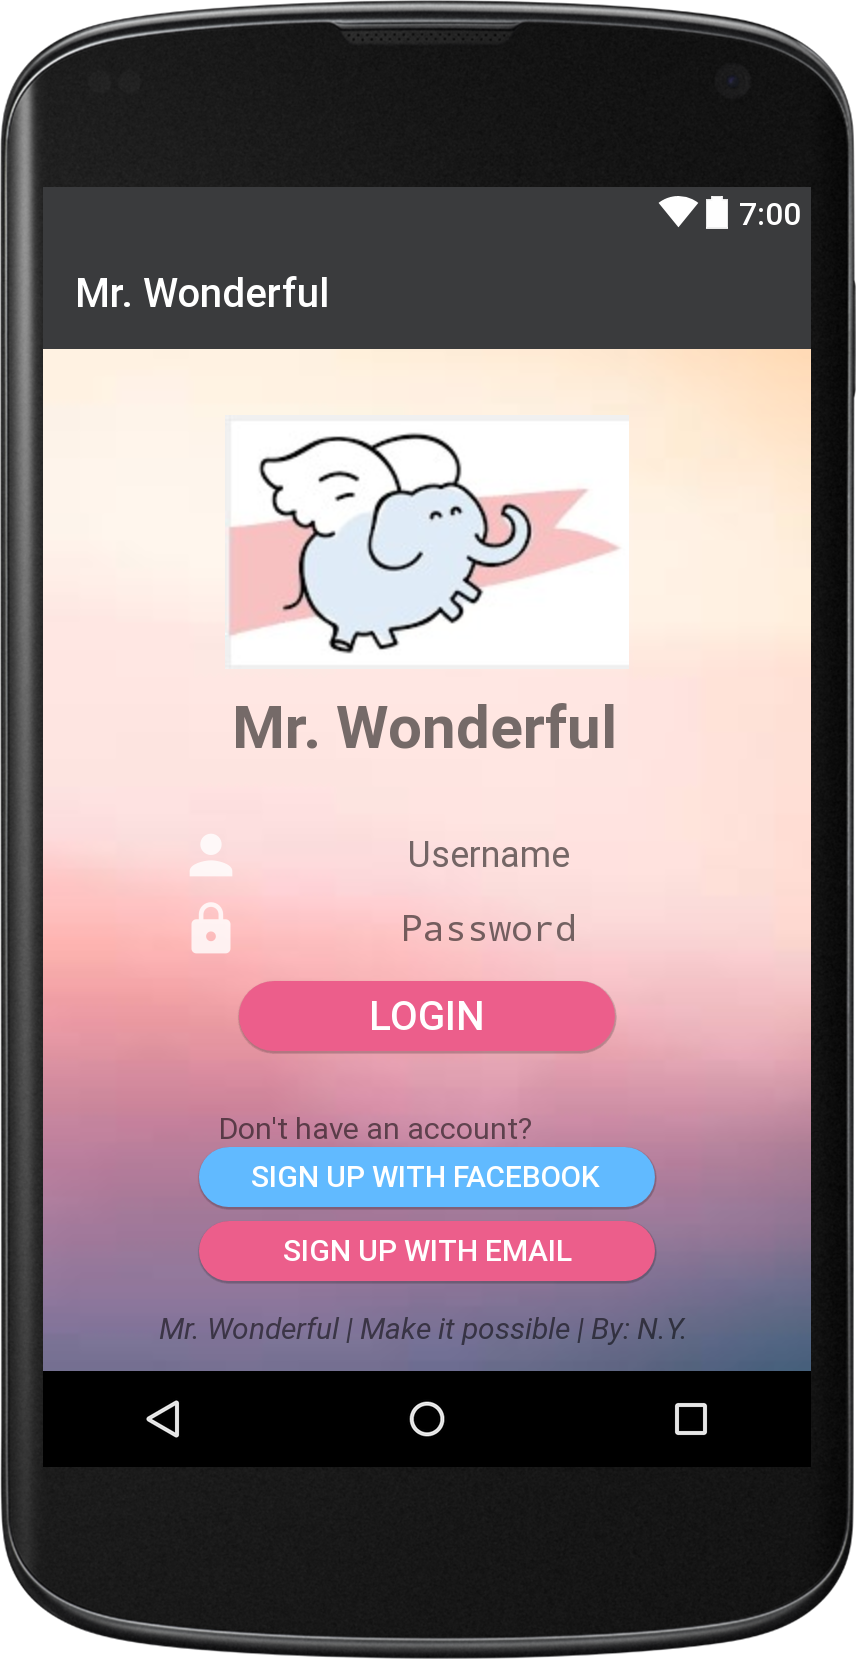 7:00
Mr. Wonderful
Mr. Wonderful
Username
Password
LOGIN
Don't have an account?
SIGN UP WITH FACEBOOK
SIGN UP WITH EMAIL
Mr. Wonderful | Make it possible | By: N.Y.